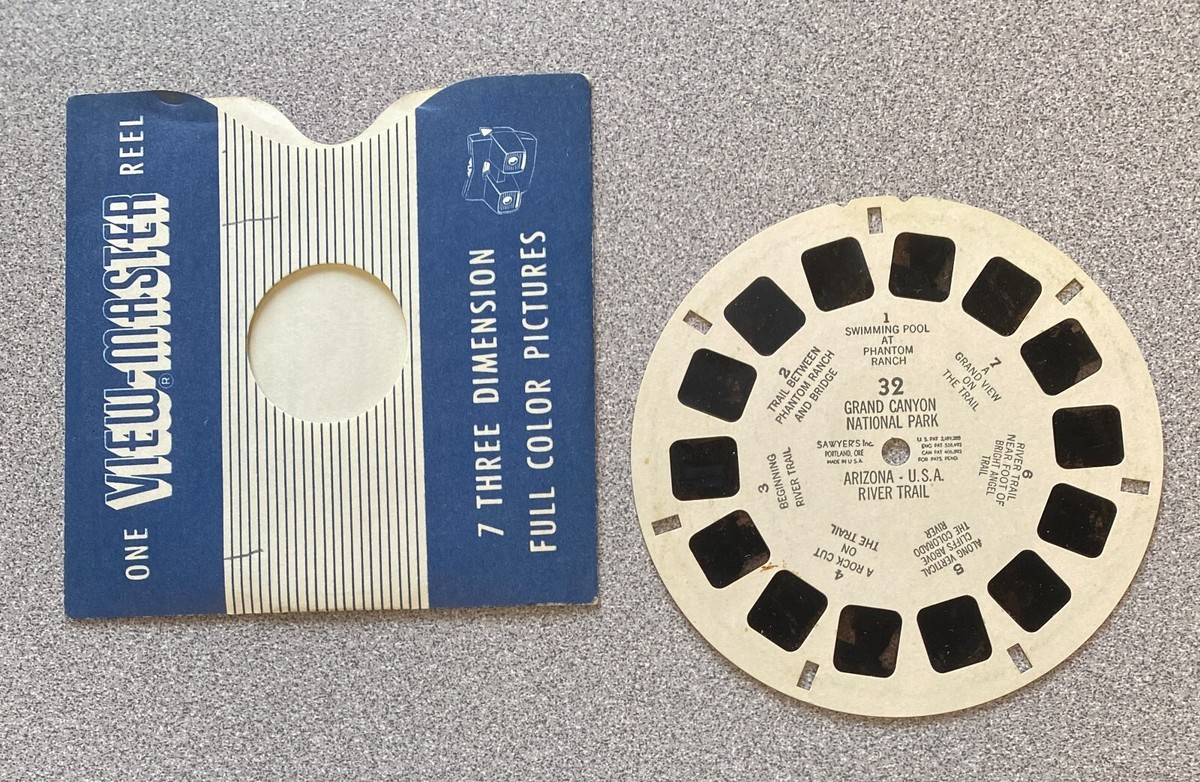 ONE VIEW-MASTER® REEL
7 THREE DIMENSION
FULL COLOR PICTURES
32
GRAND CANYON
NATIONAL PARK
SAWYER'S Inc.
PORTLAND, ORE
MADE IN U.S.A.
ARIZONA - U.S.A.
RIVER TRAIL
1
SWIMMING POOL
AT
PHANTOM
RANCH
2
TRAIL BETWEEN
PHANTOM RANCH
AND BRIDGE
3
BEGINNING
RIVER TRAIL
4
A ROCK CUT
ON
THE TRAIL
5
ALONG VERTICAL
CLIFFS ABOVE
THE COLORADO
RIVER
6
RIVER TRAIL
NEAR FOOT OF
BRIGHT ANGEL
TRAIL
7
A
GRAND VIEW
ON
THE TRAIL